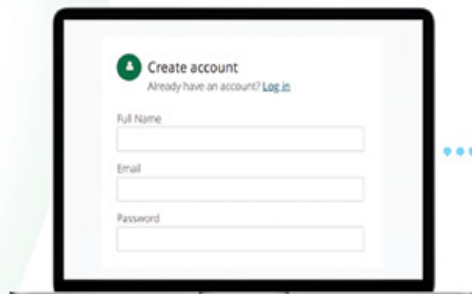 Create account
Already have an account? Log in
Full Name
Email
Password